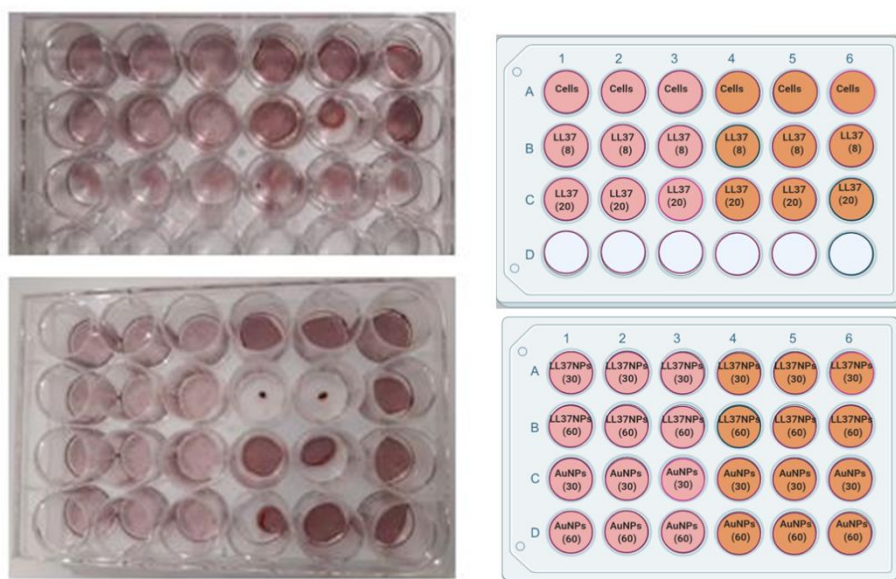 1 2 3 4 5 6
A Cells Cells Cells Cells Cells Cells
B LL37 LL37 LL37 LL37 LL37 LL37
(8) (8) (8) (8) (8) (8)
C LL37 LL37 LL37 LL37 LL37 LL37
(20) (20) (20) (20) (20) (20)
D
1 2 3 4 5 6
A LL37NPs LL37NPs LL37NPs LL37NPs LL37NPs LL37NPs
(30) (30) (30) (30) (30) (30)
B LL37NPs LL37NPs LL37NPs LL37NPs LL37NPs LL37NPs
(60) (60) (60) (60) (60) (60)
C AuNPs AuNPs AuNPs AuNPs AuNPs AuNPs
(30) (30) (30) (30) (30) (30)
D AuNPs AuNPs AuNPs AuNPs AuNPs AuNPs
(60) (60) (60) (60) (60) (60)